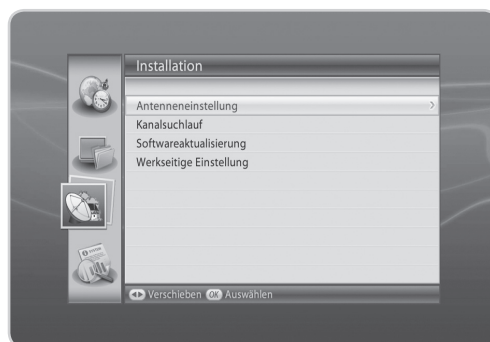 Installation
Antenneneinstellung
Kanalsuchlauf
Softwareaktualisierung
Werkseitige Einstellung
Verschieben OK Auswählen